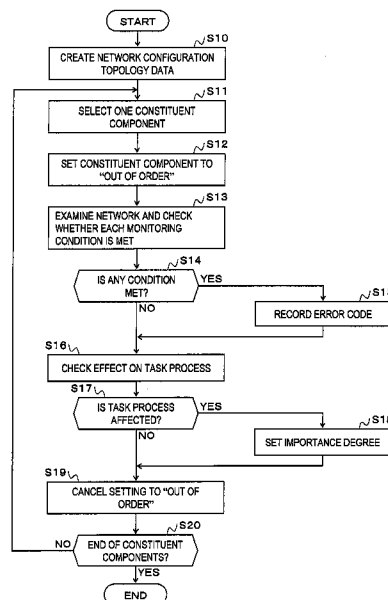 START
S10
CREATE NETWORK CONFIGURATION
TOPOLOGY DATA
S11
SELECT ONE CONSTITUENT
COMPONENT
S12
SET CONSTITUENT COMPONENT TO
"OUT OF ORDER"
S13
EXAMINE NETWORK AND CHECK
WHETHER EACH MONITORING
CONDITION IS MET
S14
IS ANY CONDITION
MET?
YES
NO
RECORD ERROR CODE
S16
CHECK EFFECT ON TASK PROCESS
S17
IS TASK PROCESS
AFFECTED?
YES
NO
SET IMPORTANCE DEGREE
S19
CANCEL SETTING TO "OUT OF
ORDER"
S20
END OF CONSTITUENT
COMPONENTS?
NO
YES
END